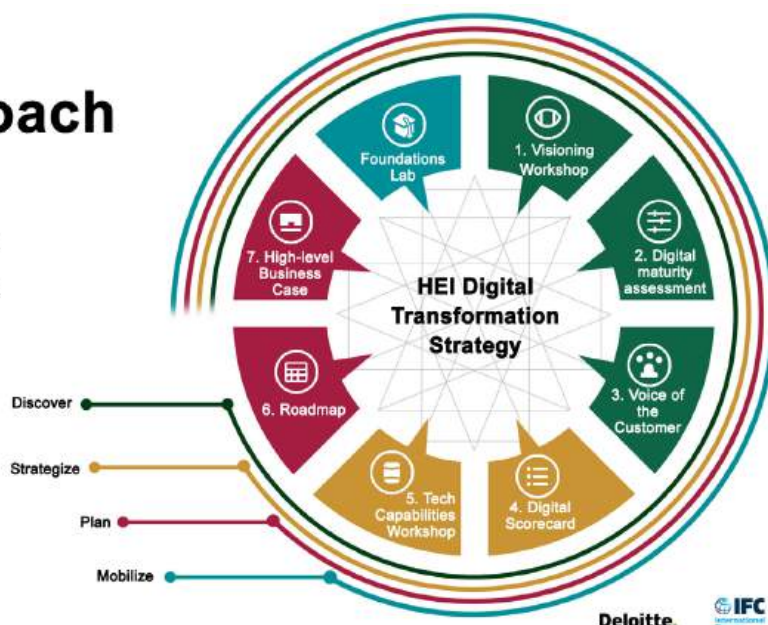 Foundations
Lab
1. Visioning
Workshop
2. Digital
maturity
assessment
3. Voice of
the
Customer
4. Digital
Scorecard
5. Tech
Capabilities
Workshop
6. Roadmap
7. High-level
Business
Case
HEI Digital
Transformation
Strategy
Discover
Strategize
Plan
Mobilize
Deloitte.
IFC
International